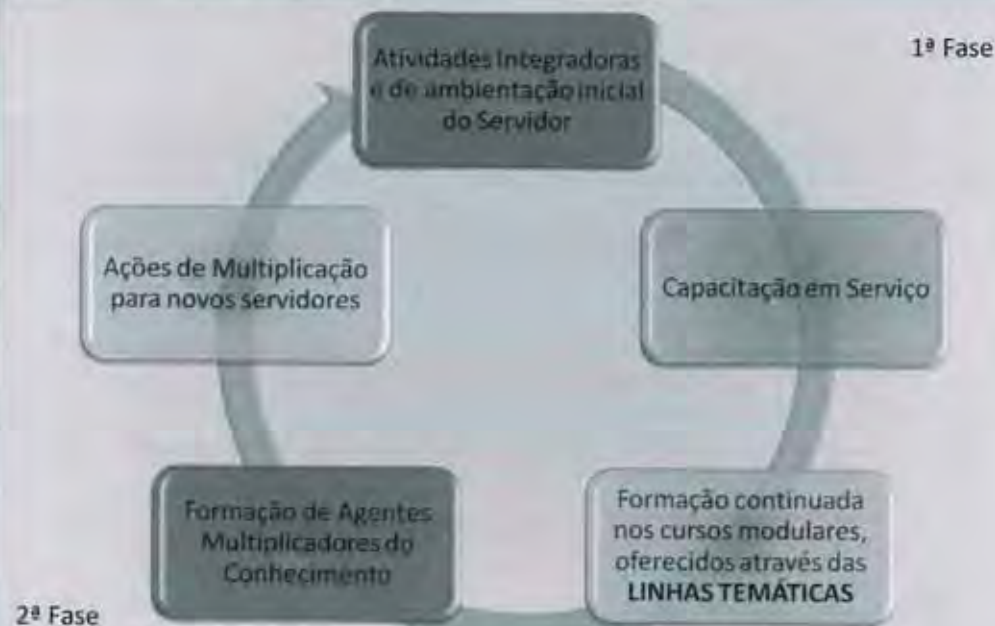 1ª Fase
Atividades Integradoras
e de ambientação inicial
do Servidor
Capacitação em Serviço
Formação continuada
nos cursos modulares,
oferecidos através das
LINHAS TEMÁTICAS
Formação de Agentes
Multiplicadores do
Conhecimento
2ª Fase
Ações de Multiplicação
para novos servidores